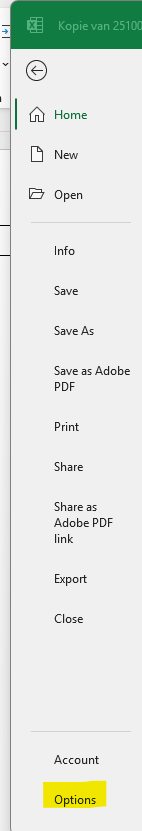 Kopie van 25100
Home
New
Open
Info
Save
Save As
Save as Adobe
PDF
Print
Share
Share as
Adobe PDF
link
Export
Close
Account
Options